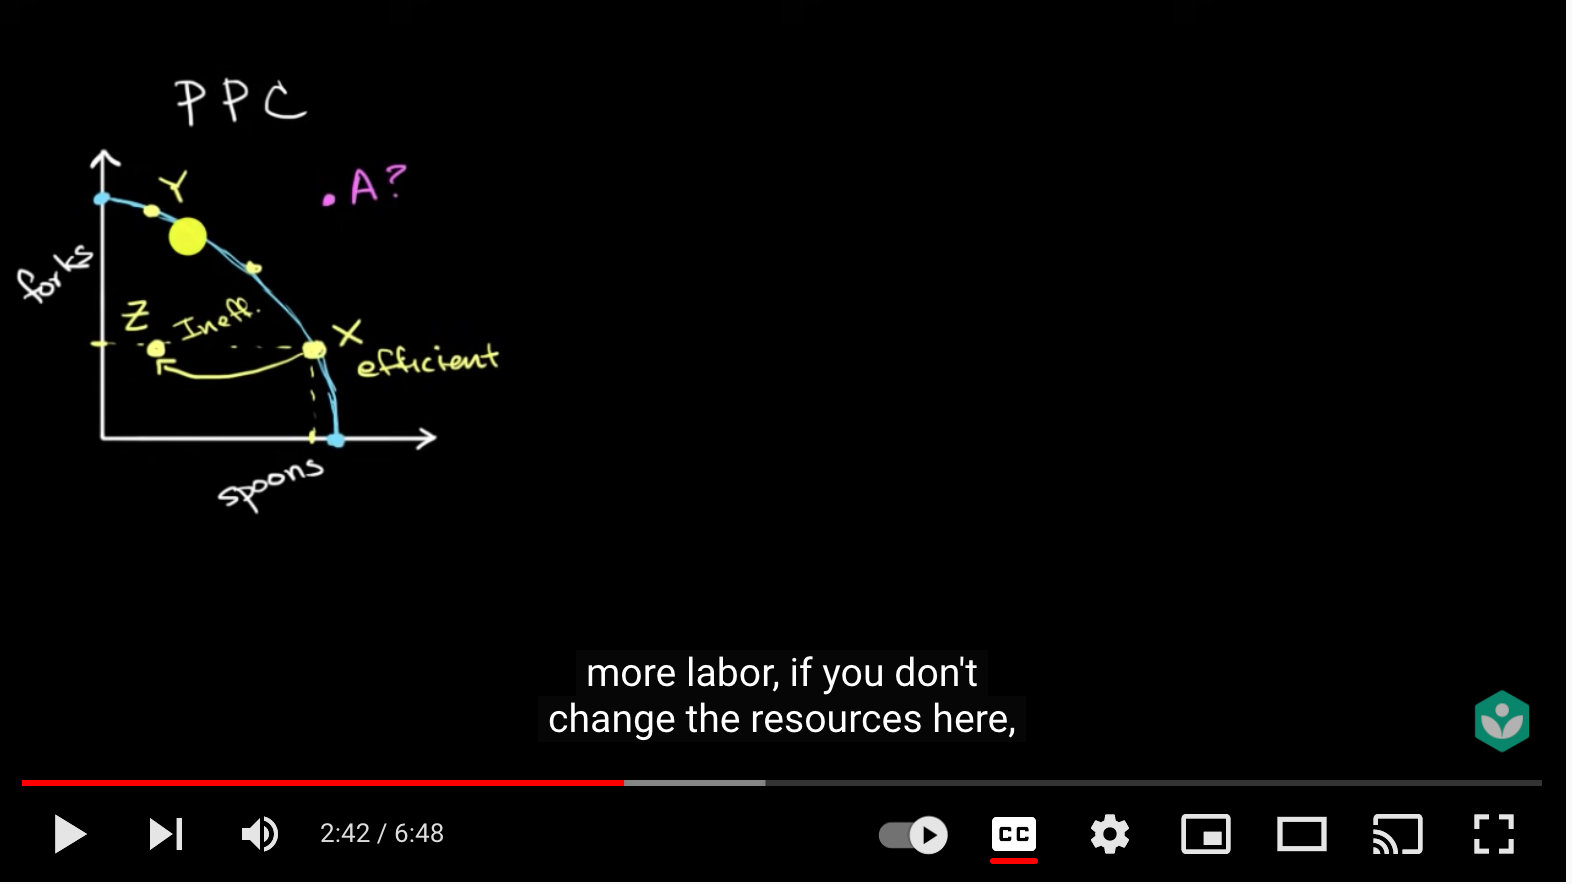 PPC
Y
.A?
forks
Z Ineff.
X
efficient
spoons
more labor, if you don't
change the resources here,
2:42 / 6:48
CC